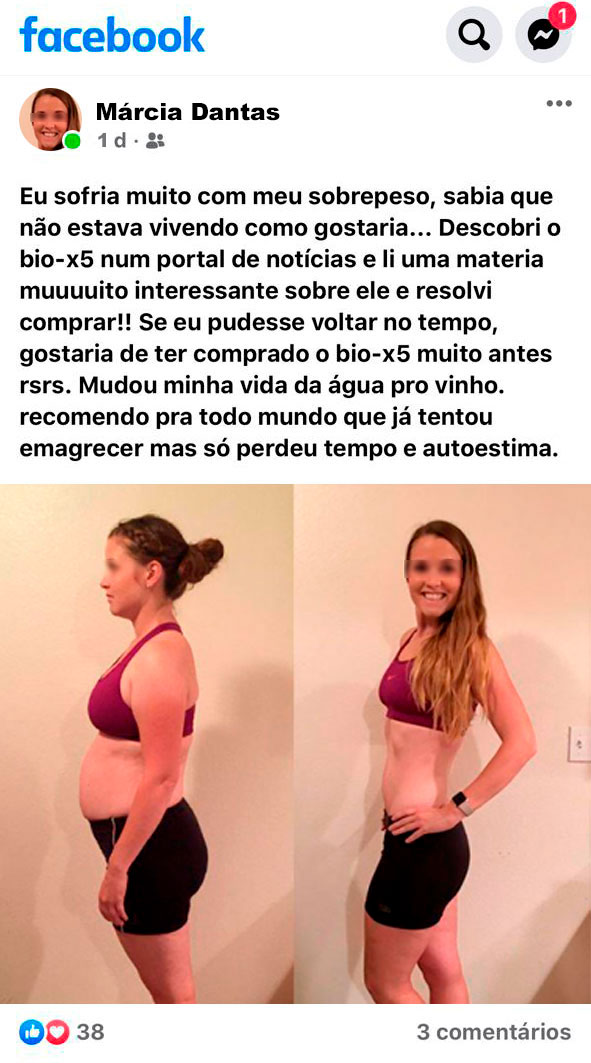 facebook
1
Márcia Dantas
1 d ·
Eu sofria muito com meu sobrepeso, sabia que
não estava vivendo como gostaria... Descobri o
bio-x5 num portal de notícias e li uma materia
muuuuito interessante sobre ele e resolvi
comprar!! Se eu pudesse voltar no tempo,
gostaria de ter comprado o bio-x5 muito antes
rsrs. Mudou minha vida da água pro vinho.
recomendo pra todo mundo que já tentou
emagrecer mas só perdeu tempo e autoestima.
38
3 comentários